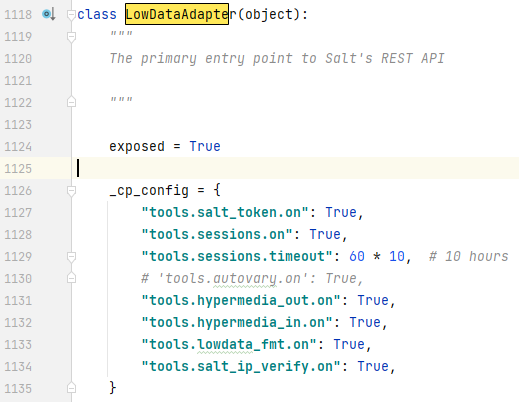 1118 class LowDataAdapter(object):
1119 """
1120 The primary entry point to Salt's REST API
1121
1122 """
1123
1124 exposed = True
1125
1126 _cp_config = {
1127 "tools.salt_token.on": True,
1128 "tools.sessions.on": True,
1129 "tools.sessions.timeout": 60 * 10,  # 10 hours
1130 # 'tools.autovary.on': True,
1131 "tools.hypermedia_out.on": True,
1132 "tools.hypermedia_in.on": True,
1133 "tools.lowdata_fmt.on": True,
1134 "tools.salt_ip_verify.on": True,
1135 }